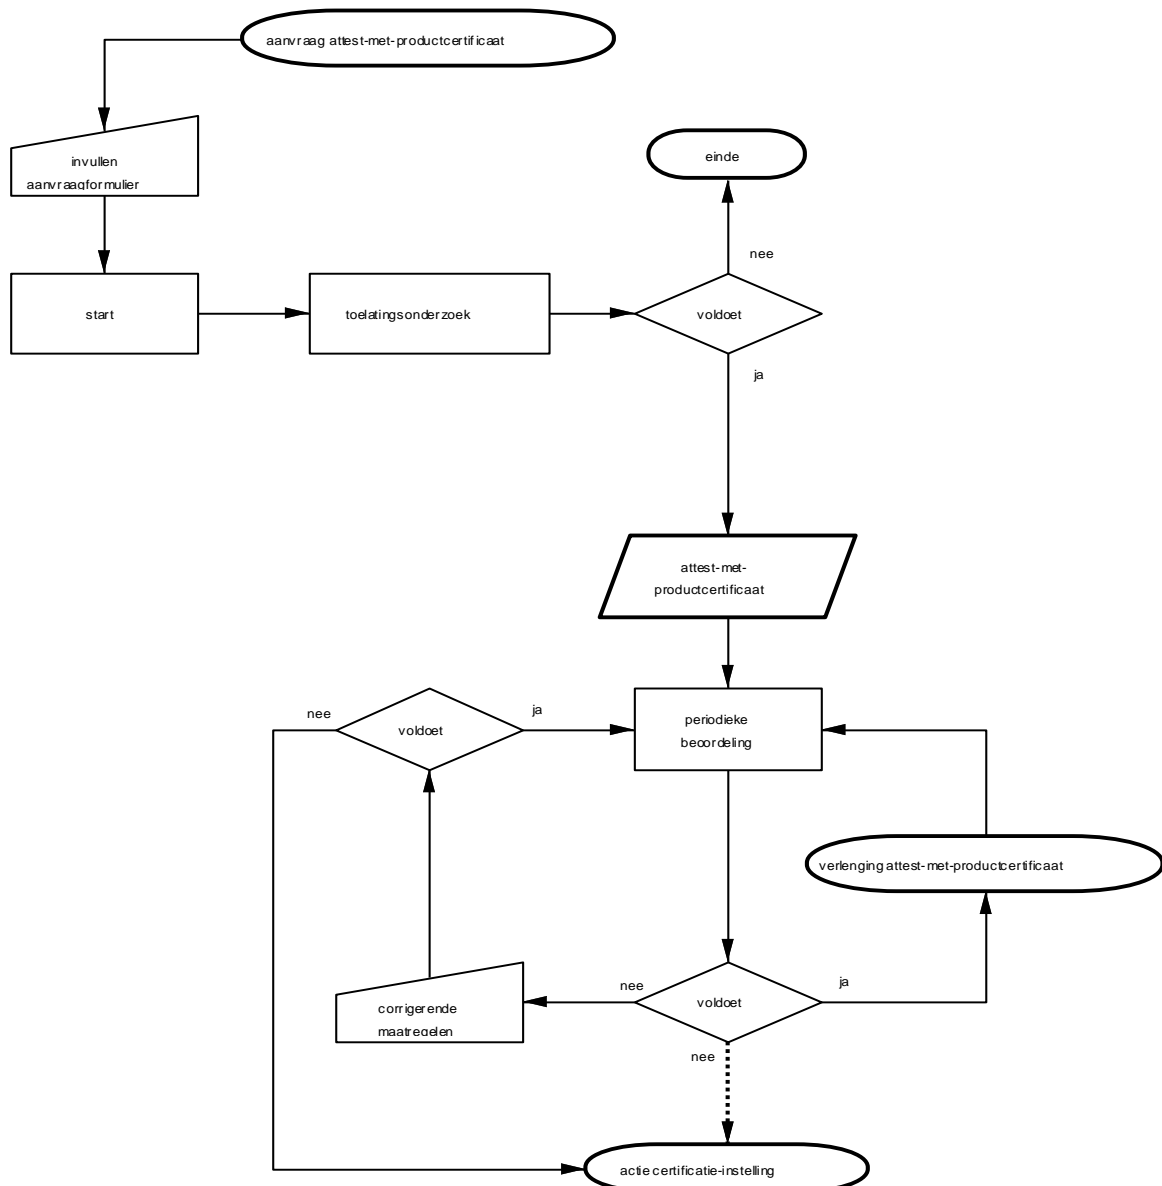 aanvraag attest-met-productcertificaat
invullen
aanvraagformulier
einde
nee
start
toelatingsonderzoek
voldoet
ja
attest-met-
productcertificaat
nee
voldoet
ja
periodieke
beoordeling
verlenging attest-met-productcertificaat
corrigerende
maatregelen
nee
voldoet
ja
nee
actie certificatie-instelling